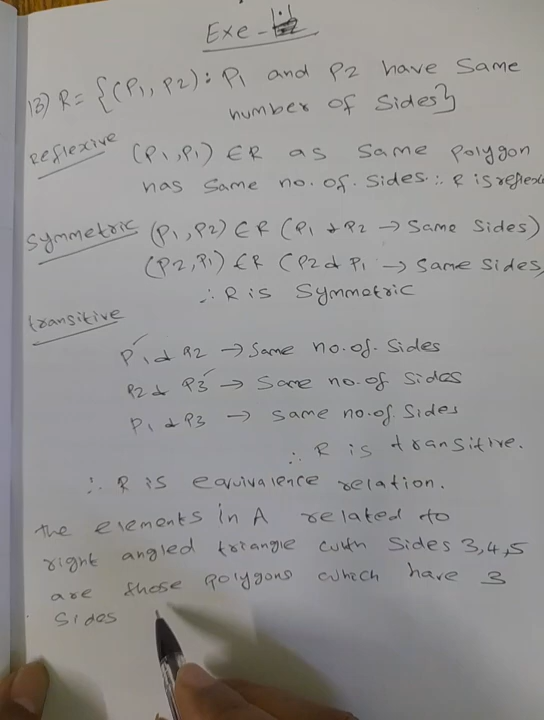 Exe-1.1
13) R = {(P1, P2): P1 and P2 have same
number of sides}
Reflexive (P1, P1) ∈ R as same polygon
has same no. of. sides ∴ R is reflexi
Symmetric (P1, P2) ∈ R (P1 & P2 → same sides)
(P2, P1) ∈ R (P2 & P1 → same sides,
∴ R is symmetric
transitive
P1 & P2 → same no. of. sides
P2 & P3 → same no. of sides
P1 & P3 → same no. of. sides
∴ R is transitive.
∴ R is equivalence relation.
the elements in A related to
right angled triangle with sides 3,4,5
are those polygons which have 3
sides